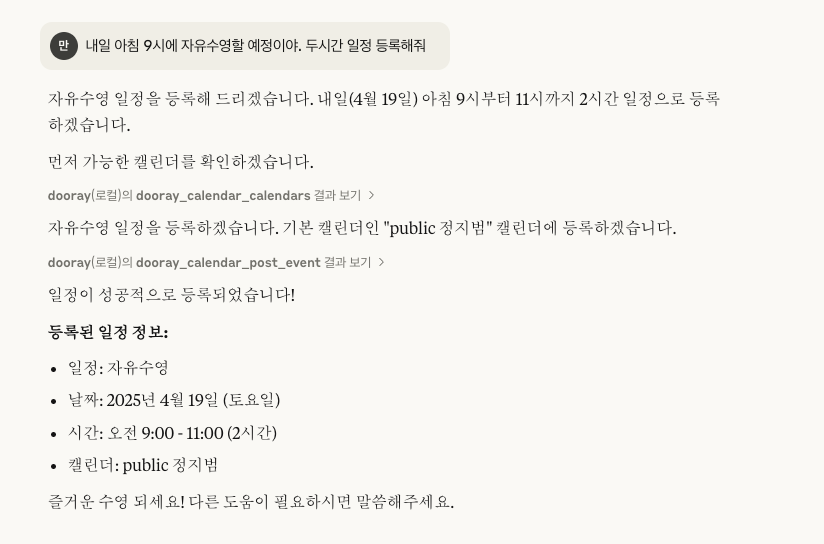 만 내일 아침 9시에 자유수영할 예정이야. 두시간 일정 등록해줘
자유수영 일정을 등록해 드리겠습니다. 내일(4월 19일) 아침 9시부터 11시까지 2시간 일정으로 등록
하겠습니다.
먼저 가능한 캘린더를 확인하겠습니다.
dooray(로컬)의 dooray_calendar_calendars 결과 보기 >
자유수영 일정을 등록하겠습니다. 기본 캘린더인 "public 정지범" 캘린더에 등록하겠습니다.
dooray(로컬)의 dooray_calendar_post_event 결과 보기 >
일정이 성공적으로 등록되었습니다!
등록된 일정 정보:
• 일정: 자유수영
• 날짜: 2025년 4월 19일 (토요일)
• 시간: 오전 9:00 - 11:00 (2시간)
• 캘린더: public 정지범
즐거운 수영 되세요! 다른 도움이 필요하시면 말씀해주세요.